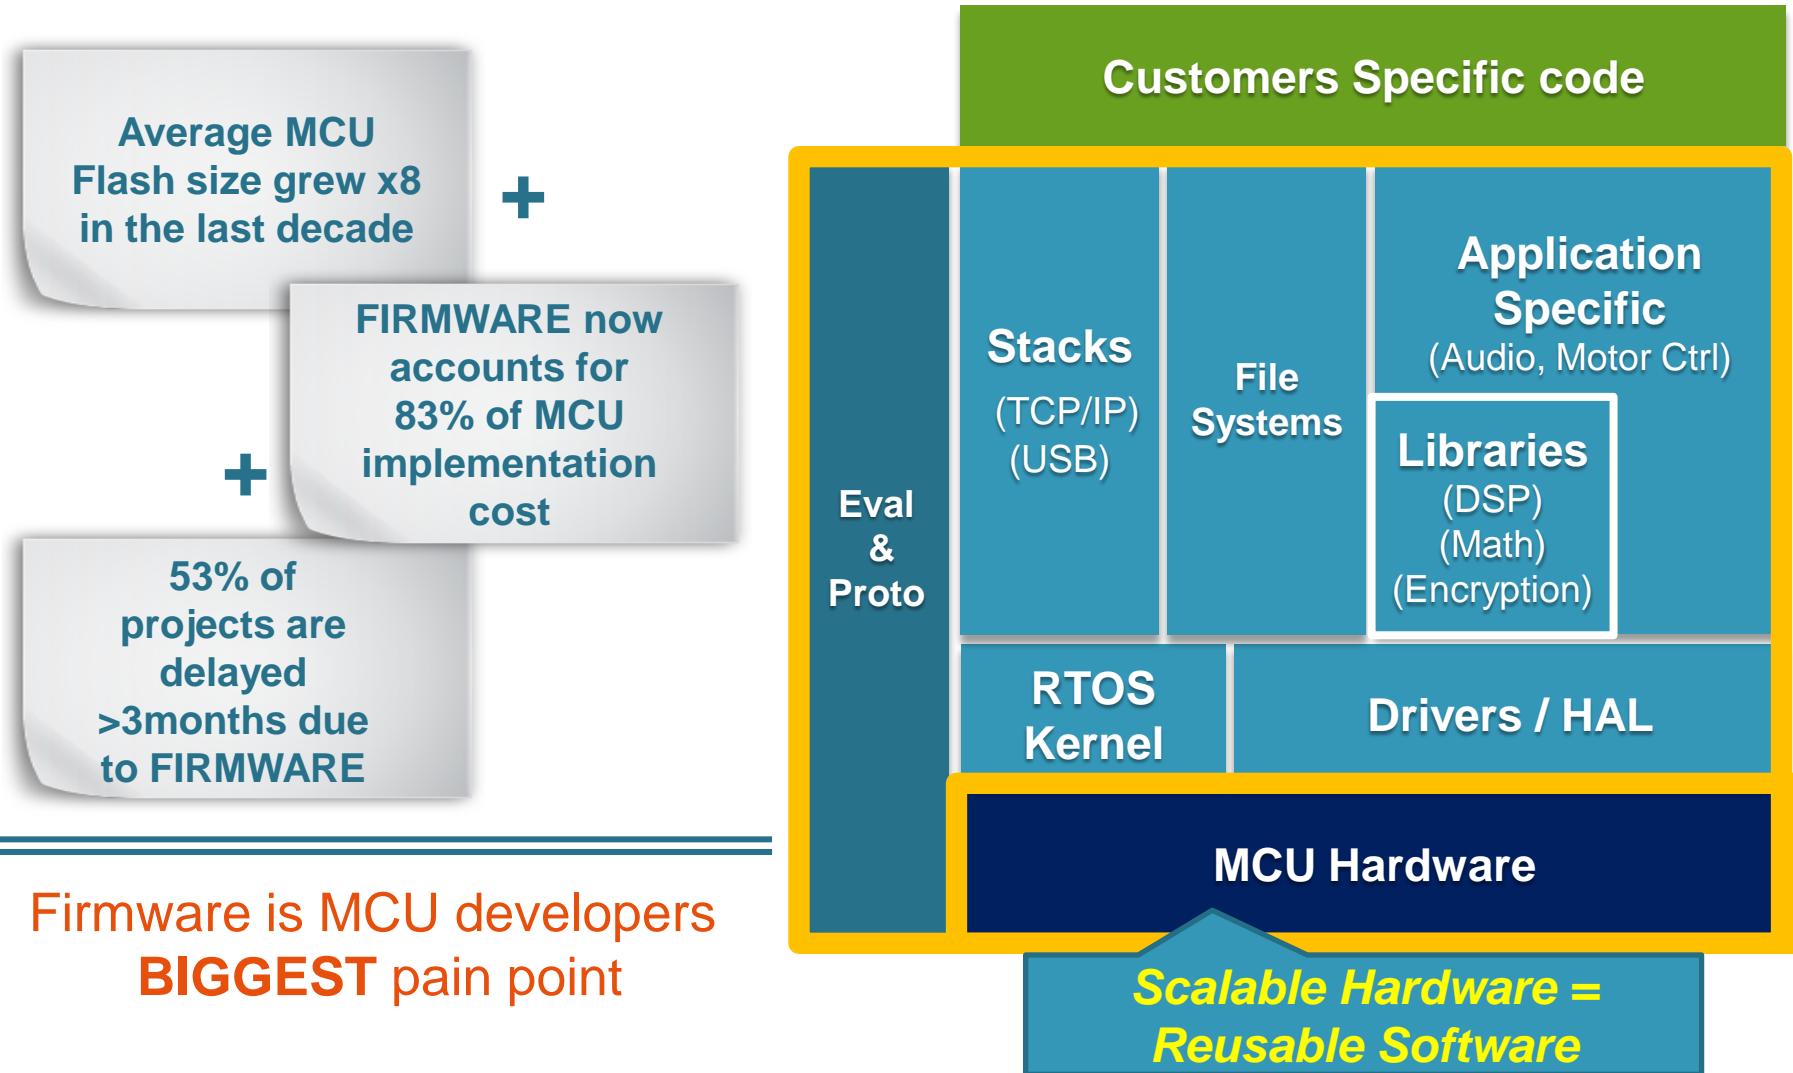 Average MCU
Flash size grew x8
in the last decade
+
FIRMWARE now
accounts for
83% of MCU
implementation
cost
+
53% of
projects are
delayed
>3months due
to FIRMWARE
Firmware is MCU developers
BIGGEST pain point
Customers Specific code
Eval
&
Proto
Stacks
(TCP/IP)
(USB)
File
Systems
Application
Specific
(Audio, Motor Ctrl)
Libraries
(DSP)
(Math)
(Encryption)
RTOS
Kernel
Drivers / HAL
MCU Hardware
Scalable Hardware =
Reusable Software